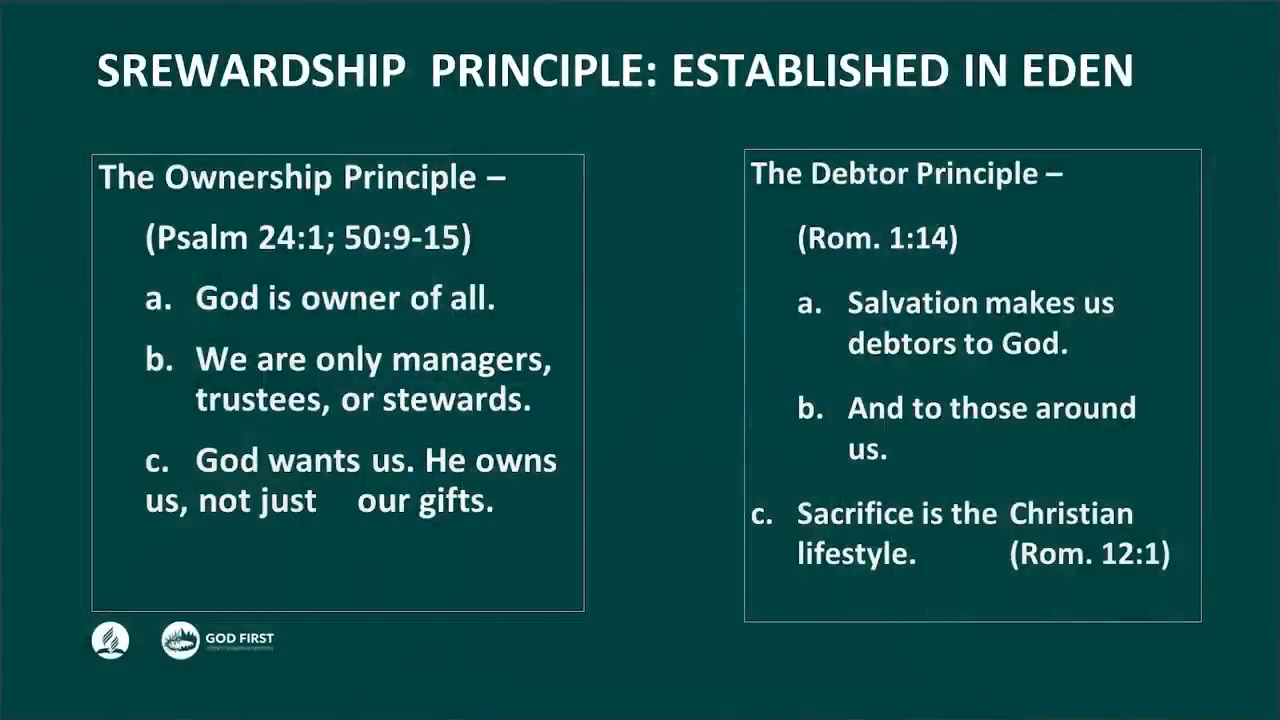 SREWARDSHIP PRINCIPLE: ESTABLISHED IN EDEN
The Ownership Principle –
(Psalm 24:1; 50:9-15)
a. God is owner of all.
b. We are only managers,
trustees, or stewards.
c. God wants us. He owns
us, not just our gifts.
The Debtor Principle –
(Rom. 1:14)
a. Salvation makes us
debtors to God.
b. And to those around
us.
c. Sacrifice is the Christian
lifestyle. (Rom. 12:1)
GOD FIRST